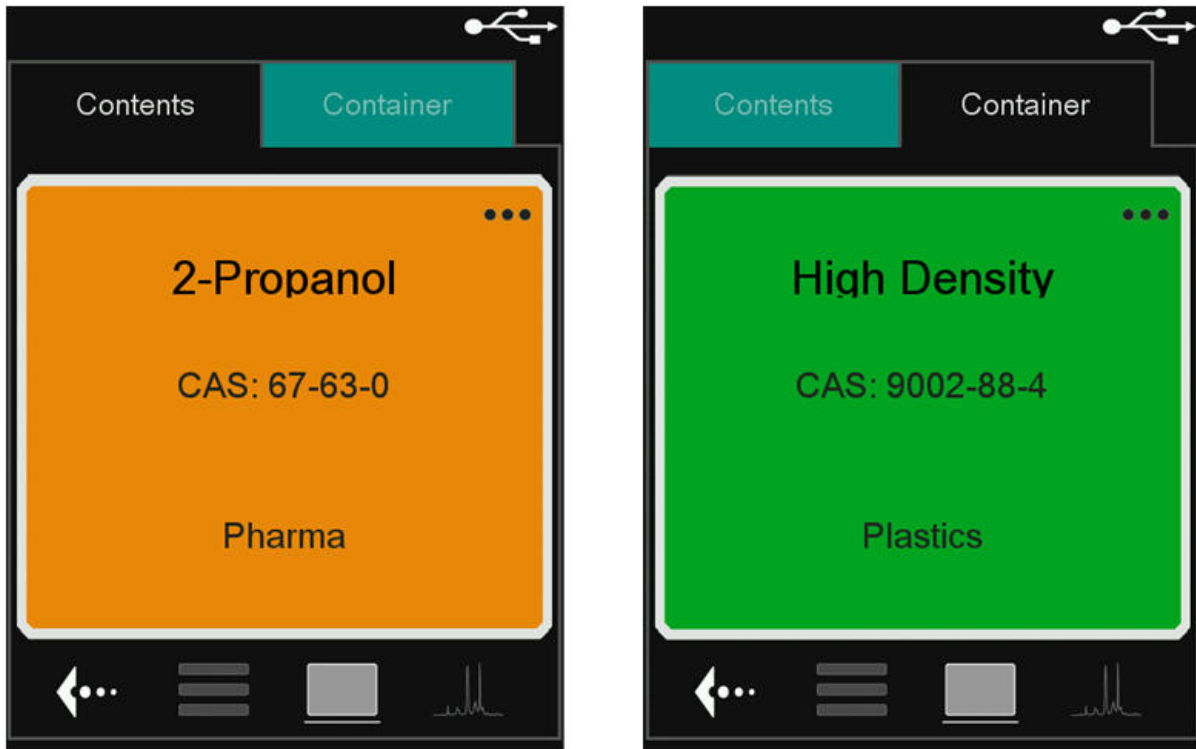 Contents Container
2-Propanol
CAS: 67-63-0
Pharma
Contents Container
High Density
CAS: 9002-88-4
Plastics